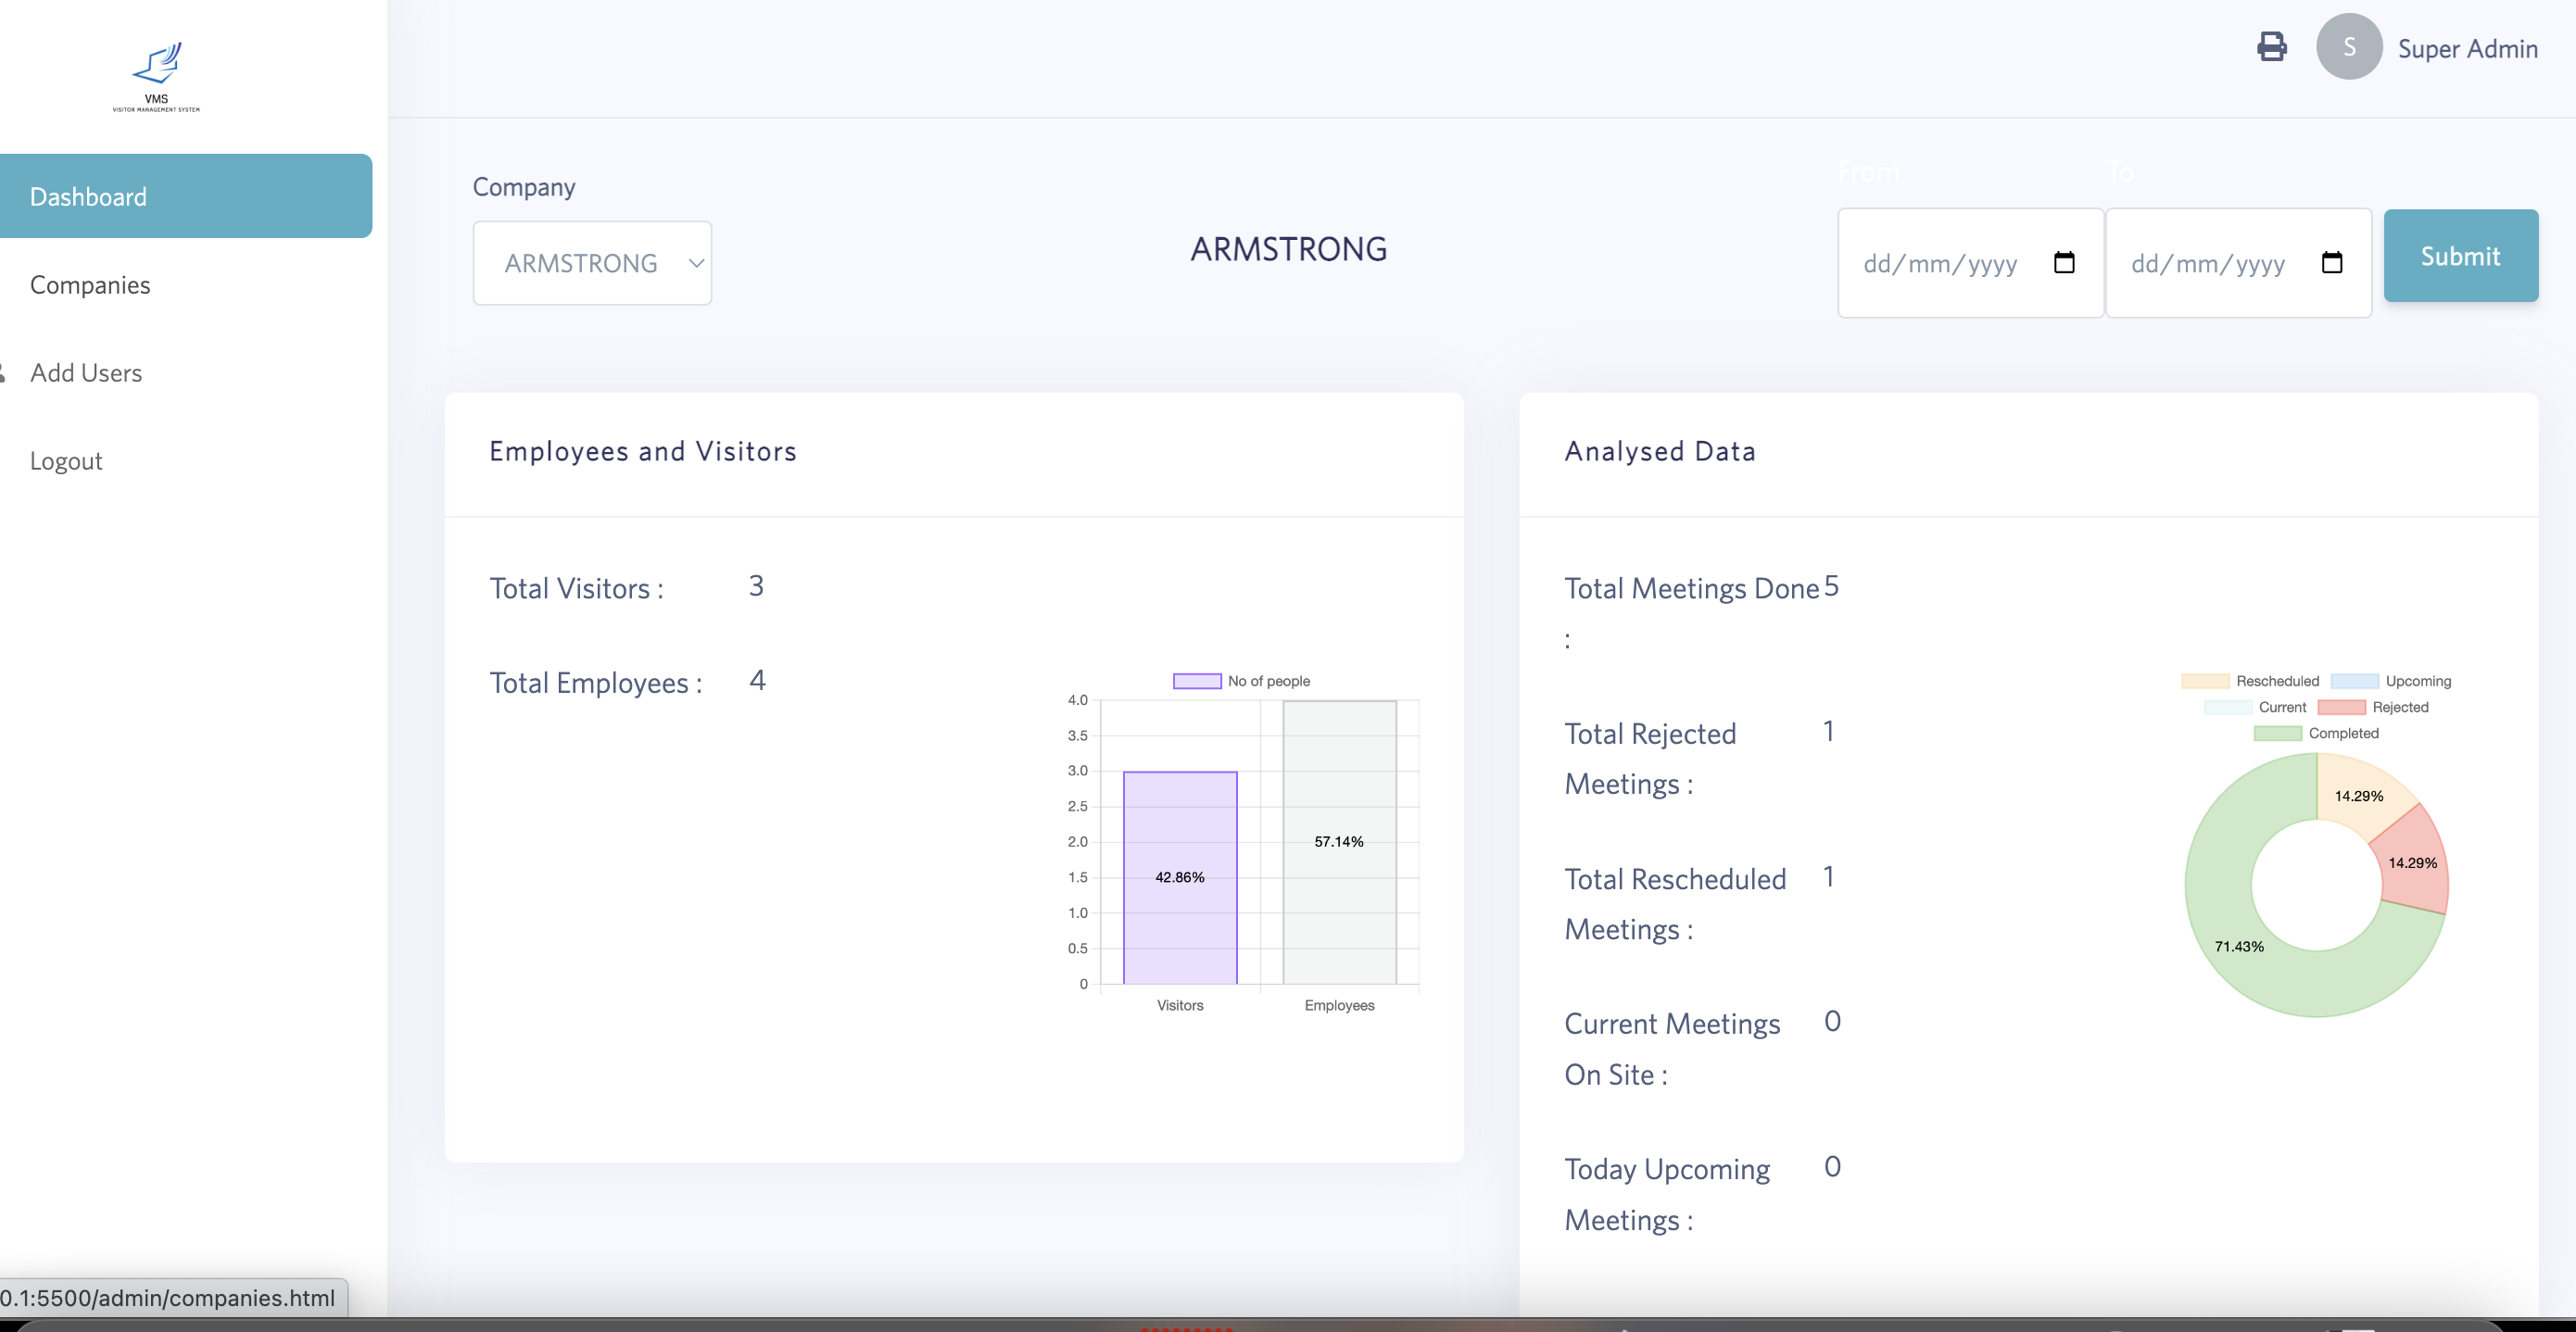 VMS
VISITOR MANAGEMENT SYSTEM
S
Super Admin
Dashboard
Companies
Add Users
Logout
Company
ARMSTRONG
ARMSTRONG
From
To
dd/mm/yyyy
dd/mm/yyyy
Submit
Employees and Visitors
Total Visitors : 3
Total Employees : 4
No of people
4.0
3.5
3.0
2.5
2.0
1.5
1.0
0.5
0
42.86%
57.14%
Visitors Employees
Analysed Data
Total Meetings Done 5
:
Total Rejected 1
Meetings :
Total Rescheduled 1
Meetings :
Current Meetings 0
On Site :
Today Upcoming 0
Meetings :
Rescheduled Upcoming
Current Rejected
Completed
14.29%
14.29%
71.43%
0.1:5500/admin/companies.html